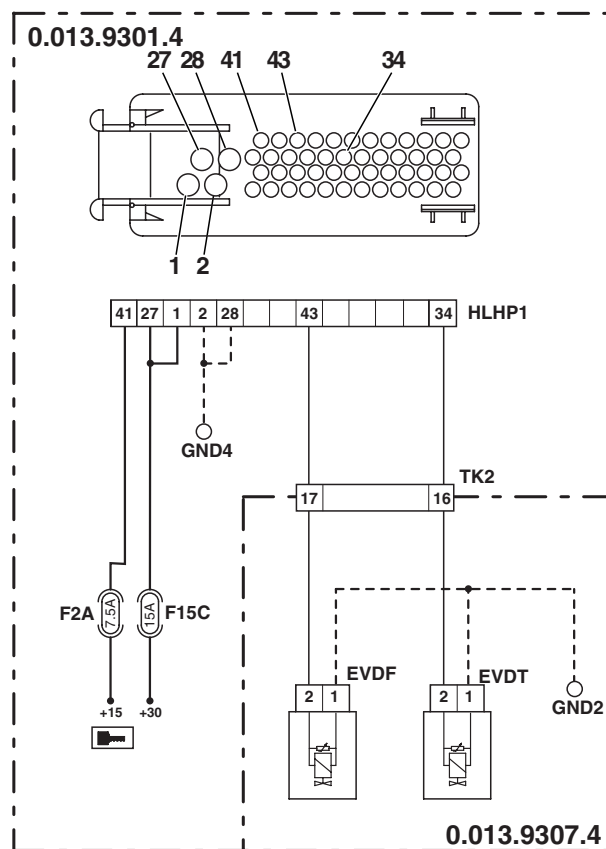 0.013.9301.4
27 28 41 43 34
1 2
41 27 1 2 28 43 34 HLHP1
GND4
TK2
17 16
F2A 7.5A 15A F15C
EVDF EVDT
2 1 2 1
GND2
+15 +30
0.013.9307.4